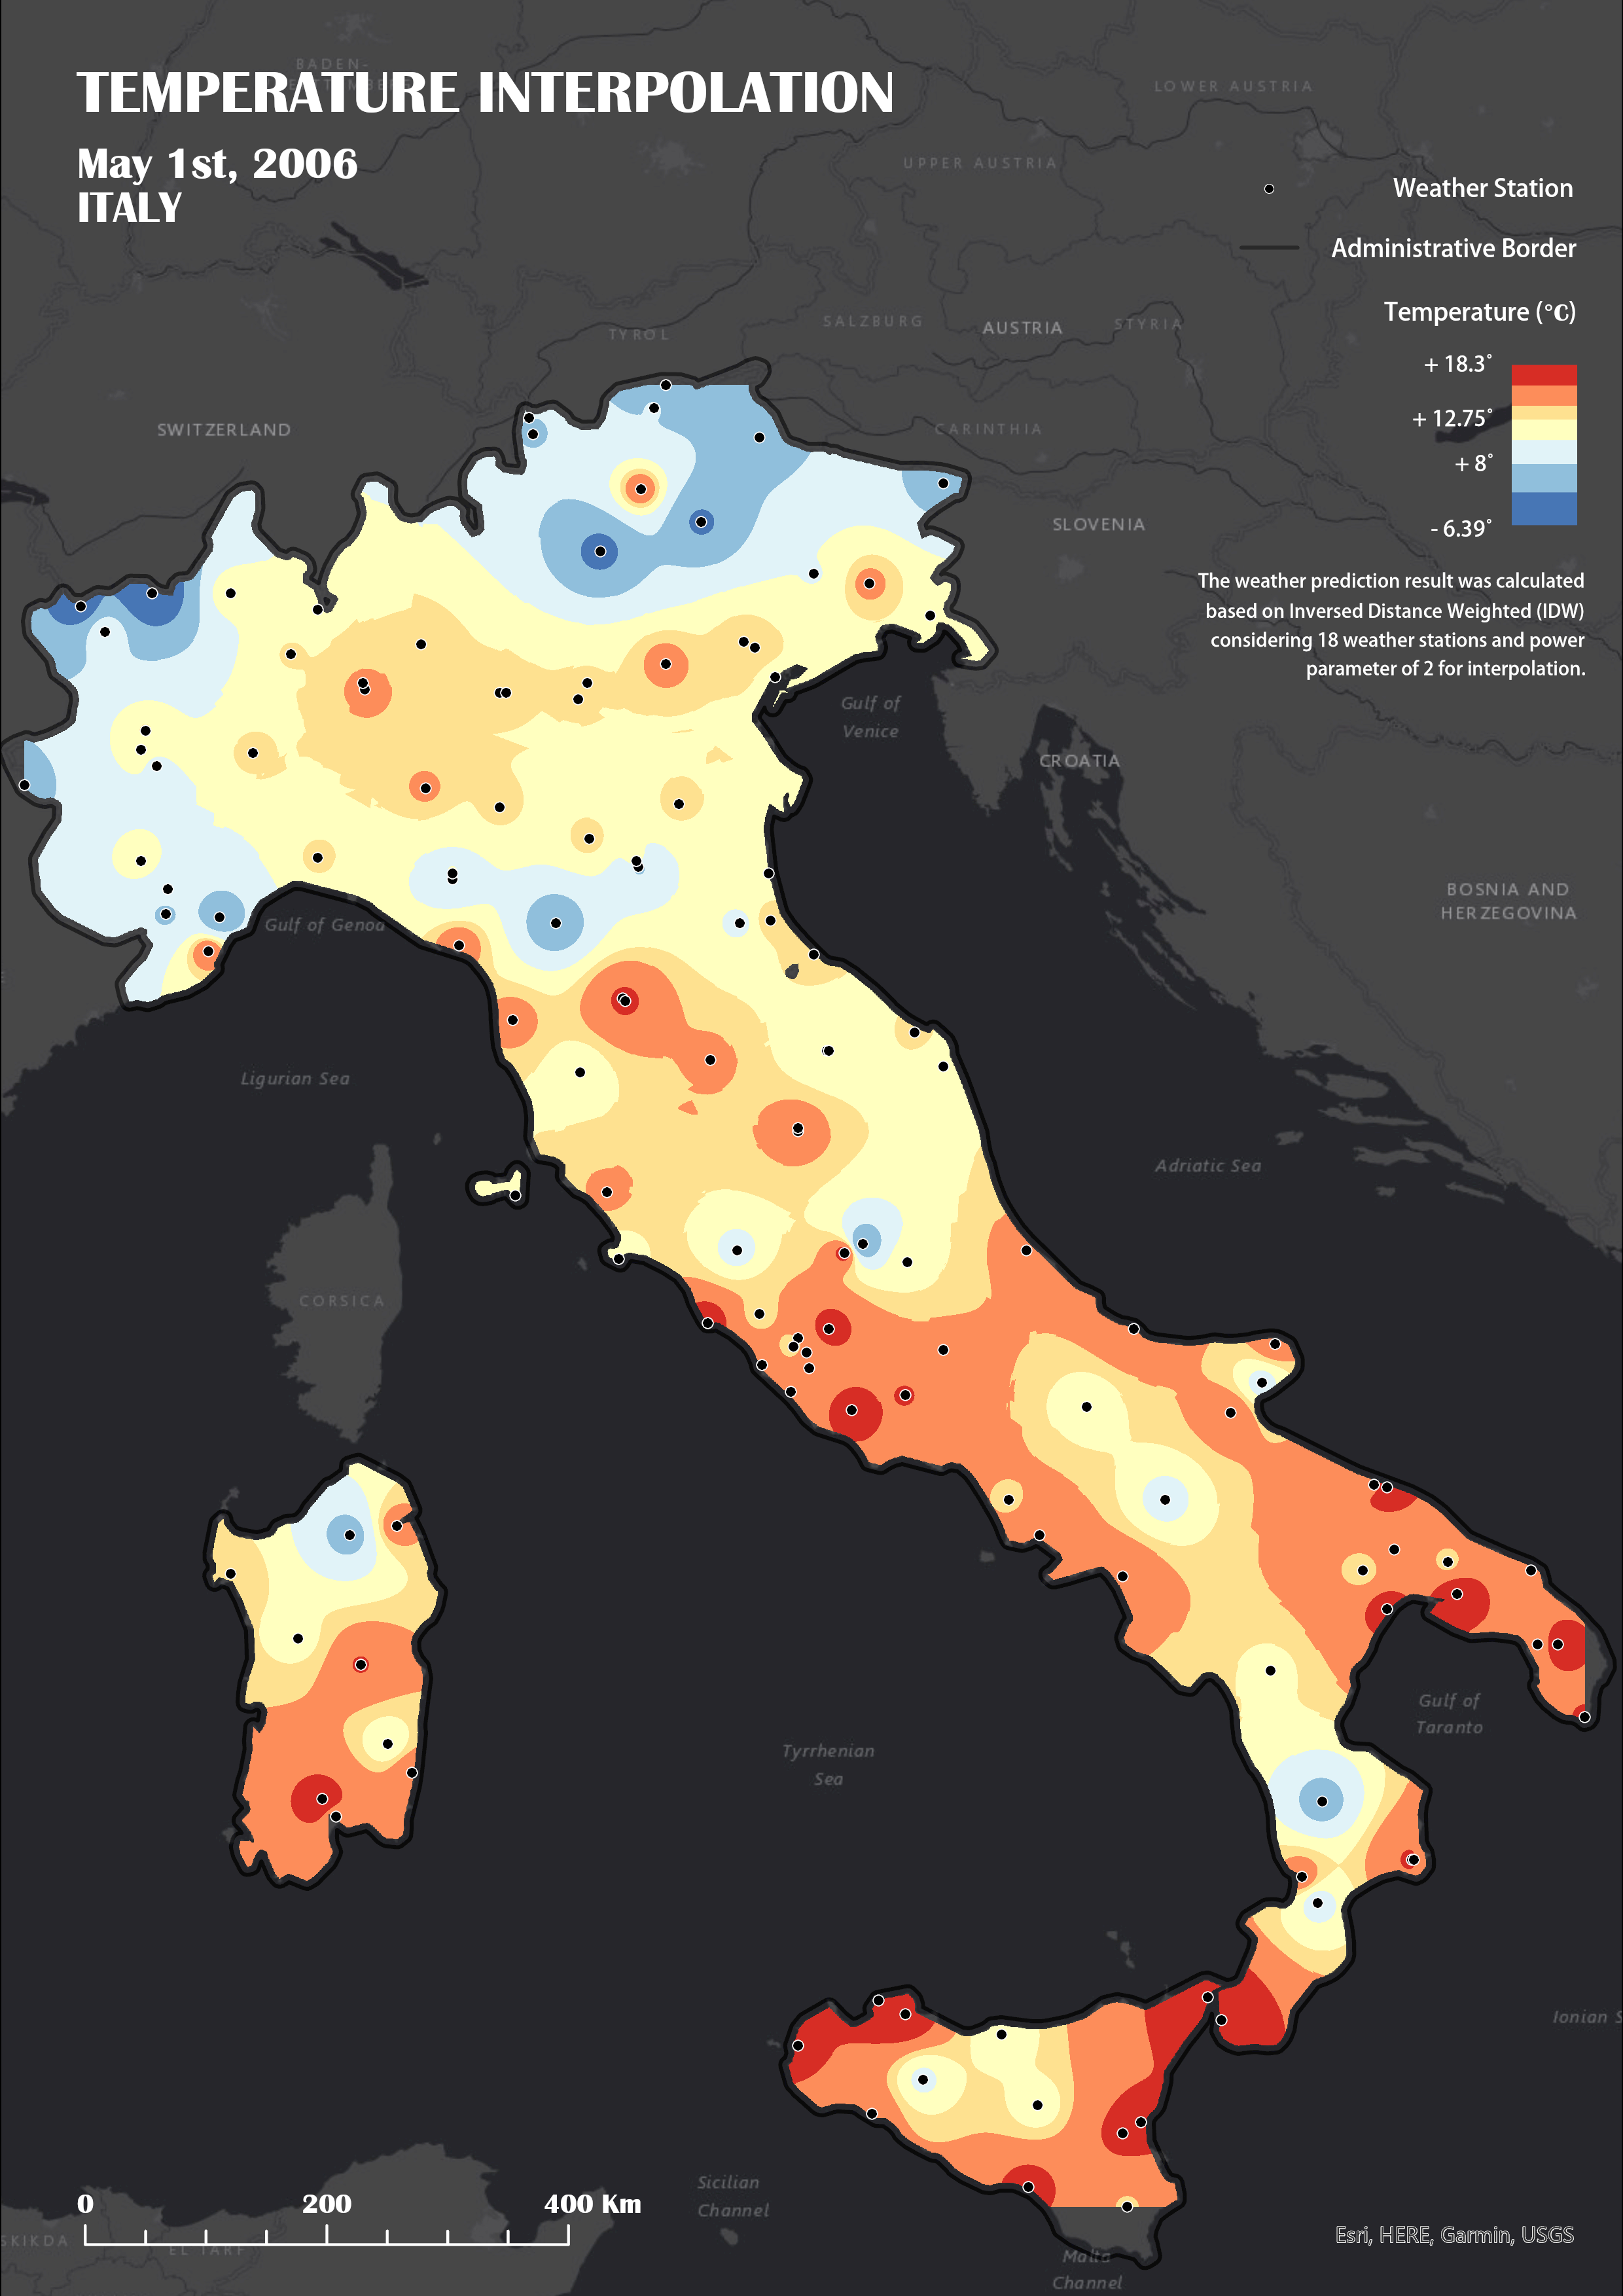 BADEN-
TEMPERATURE INTERPOLATION
May 1st, 2006
ITALY
LOWER AUSTRIA
UPPER AUSTRIA
Weather Station
Administrative Border
Temperature (°C)
+ 18.3°
+ 12.75°
+ 8°
- 6.39°
The weather prediction result was calculated
based on Inversed Distance Weighted (IDW)
considering 18 weather stations and power
parameter of 2 for interpolation.
TYROL
SALZBURG
AUSTRIA
STYRIA
SWITZERLAND
CARINTHIA
SLOVENIA
Gulf of
Venice
CROATIA
BOSNIA AND
HERZEGOVINA
Gulf of Genoa
Ligurian Sea
Adriatic Sea
CORSICA
Gulf of
Taranto
Tyrrhenian
Sea
Ionian S
Sicilian
Channel
0 200 400 Km
SKIKDA
EL TARF
Malta
Channel
Esri, HERE, Garmin, USGS